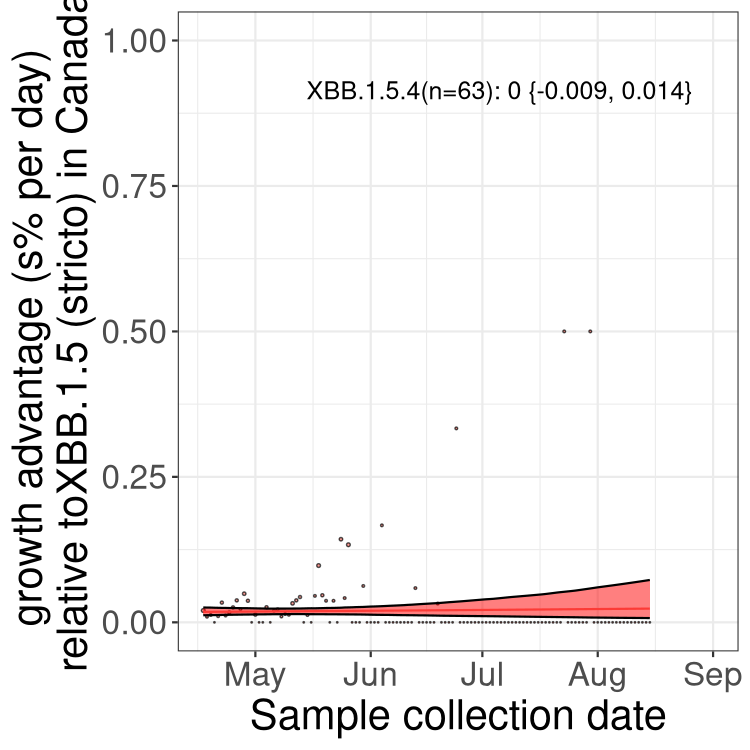 growth advantage (s% per day)
relative toXBB.1.5 (stricto) in Canada
1.00
0.75
0.50
0.25
0.00
XBB.1.5.4(n=63): 0 {-0.009, 0.014}
May Jun Jul Aug Sep
Sample collection date